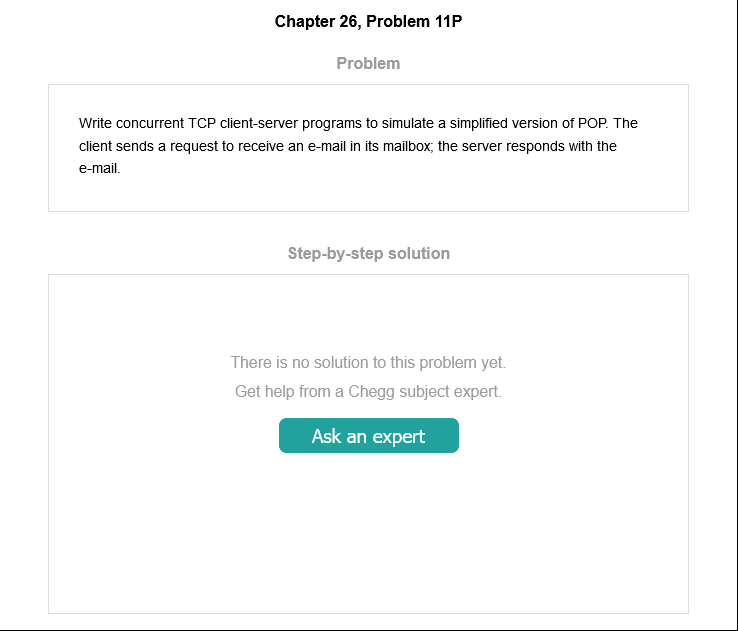 Chapter 26, Problem 11P
Problem
Write concurrent TCP client-server programs to simulate a simplified version of POP. The
client sends a request to receive an e-mail in its mailbox; the server responds with the
e-mail.
Step-by-step solution
There is no solution to this problem yet.
Get help from a Chegg subject expert.
Ask an expert